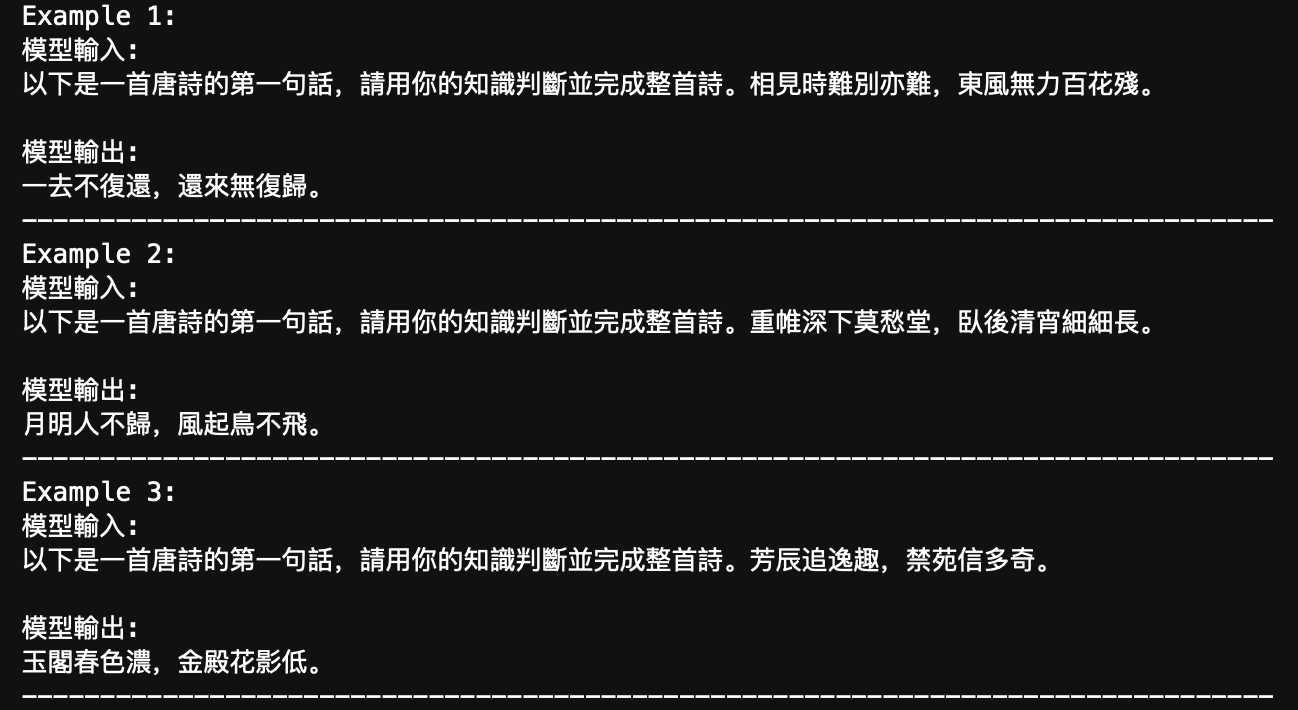 Example 1:
模型輸入:
以下是一首唐詩的第一句話，請用你的知識判斷並完成整首詩。相見時難別亦難，東風無力百花殘。
模型輸出:
一去不復還，還來無復歸。
--------------------------------------------------------------------------------
Example 2:
模型輸入:
以下是一首唐詩的第一句話，請用你的知識判斷並完成整首詩。重帷深下莫愁堂，臥後清宵細細長。
模型輸出:
月明人不歸，風起鳥不飛。
--------------------------------------------------------------------------------
Example 3:
模型輸入:
以下是一首唐詩的第一句話，請用你的知識判斷並完成整首詩。芳辰追逸趣，禁苑信多奇。
模型輸出:
玉閣春色濃，金殿花影低。
--------------------------------------------------------------------------------